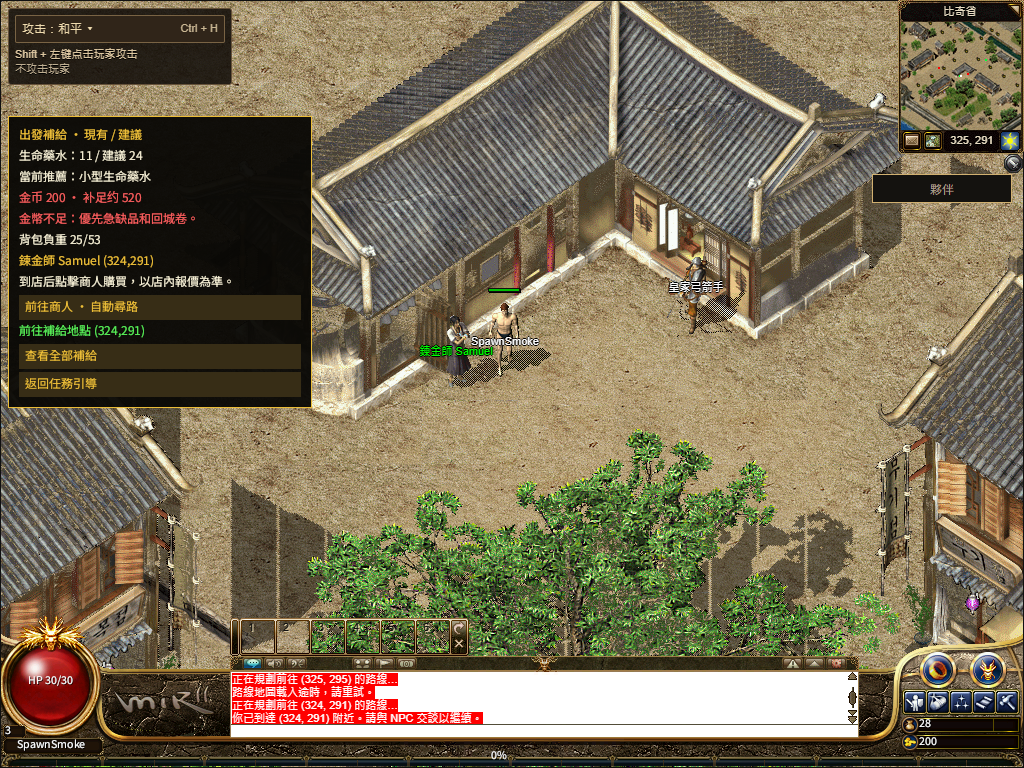 攻击：和平
Ctrl + H
Shift + 左键点击玩家攻击
不攻击玩家
比奇省
325, 291
夥伴
出發補給 · 現有 / 建議
生命藥水：11 / 建議 24
當前推薦：小型生命藥水
金币 200 · 补足约 520
金幣不足：優先急缺品和回城卷。
背包負重 25/53
鍊金師 Samuel (324,291)
到店后點擊商人購買，以店內報價為準。
前往商人 · 自動尋路
前往補給地點 (324,291)
查看全部補給
返回任務引導
皇家弓箭手
SpawnSmoke
鍊金師 Samuel
正在規劃前往 (325, 295) 的路線...
路線地圖載入逾時，請重試。
正在規劃前往 (324, 291) 的路線...
你已到達 (324, 291) 附近。請與 NPC 交談以繼續。
HP 30/30
MIR II
3
SpawnSmoke
0%
28
200